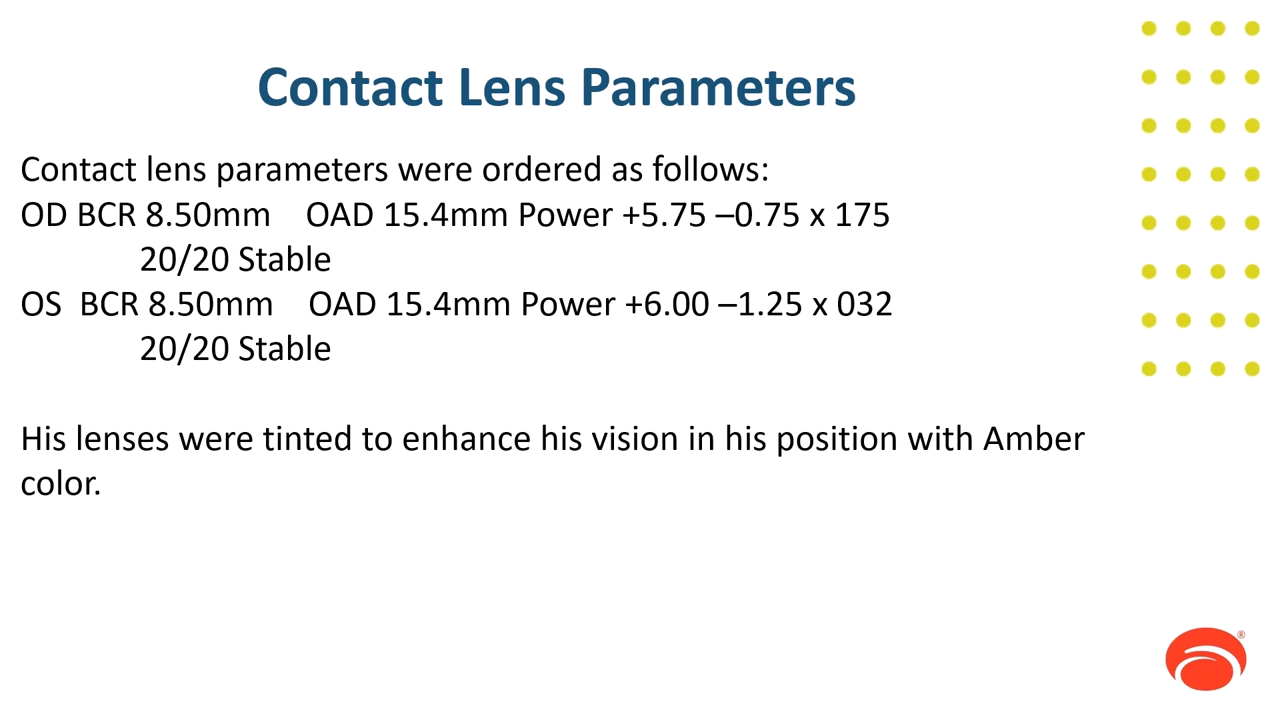 Contact Lens Parameters
Contact lens parameters were ordered as follows:
OD BCR 8.50mm    OAD 15.4mm Power +5.75 –0.75 x 175
20/20 Stable
OS  BCR 8.50mm    OAD 15.4mm Power +6.00 –1.25 x 032
20/20 Stable
His lenses were tinted to enhance his vision in his position with Amber
color.
®